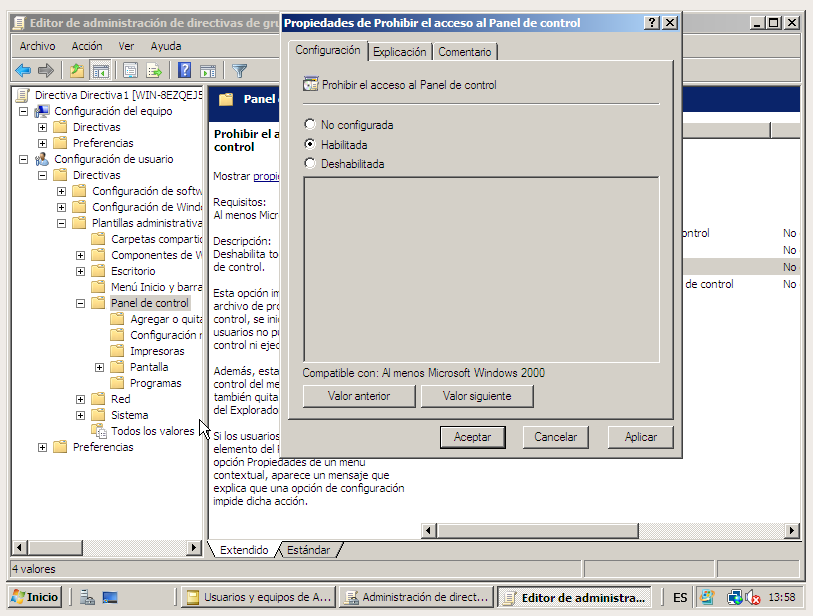 Editor de administración de directivas de
Propiedades de Prohibir el acceso al Panel de control
Archivo Acción Ver Ayuda
Configuración Explicación Comentario
Prohibir el acceso al Panel de control
No configurada
Habilitada
Deshabilitada
Compatible con: Al menos Microsoft Windows 2000
Valor anterior Valor siguiente
Aceptar Cancelar Aplicar
Directiva Directiva1 [WIN-8EZQEJ5
Configuración del equipo
Directivas
Preferencias
Configuración de usuario
Directivas
Configuración de softw
Configuración de Windo
Plantillas administrativa
Carpetas compartic
Componentes de W
Escritorio
Menú Inicio y barra
Panel de control
Agregar o quita
Configuración r
Impresoras
Pantalla
Programas
Red
Sistema
Todos los valores
Preferencias
Panel
Prohibir el a
control
Mostrar propi
Requisitos:
Al menos Micr
Descripción:
Deshabilita to
de control.
Esta opción im
archivo de pro
control, se ini
usuarios no p
control ni ejec
Además, esta
control del me
también quita
del Explorado
Si los usuarios
elemento del
opción Propiedades de un menú
contextual, aparece un mensaje que
explica que una opción de configuración
impide dicha acción.
ontrol No
No
No
de control No
Extendido Estándar
4 valores
Inicio Usuarios y equipos de A... Administración de direct... Editor de administra... ES 13:58